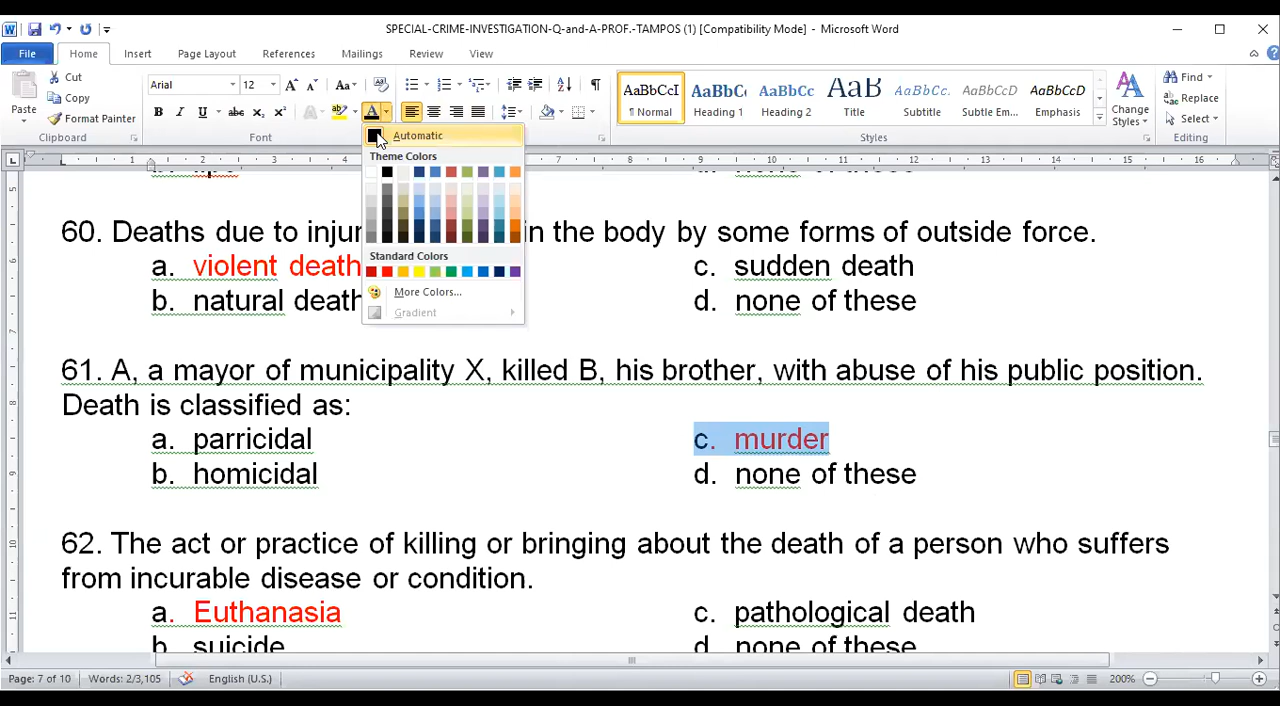 SPECIAL-CRIME-INVESTIGATION-Q-and-A-PROF.-TAMPOS (1) [Compatibility Mode] - Microsoft Word
File Home Insert Page Layout References Mailings Review View
Paste
Cut
Copy
Format Painter
Clipboard
Arial 12
Font
AaBbCcI ¶ Normal
AaBbCc Heading 1
AaBbCc Heading 2
AaB Title
AaBbCc. Subtitle
AaBbCcD Subtle Em...
AaBbCcD Emphasis
Change Styles
Styles
Find
Replace
Select
Editing
Automatic
Theme Colors
Standard Colors
More Colors...
Gradient
60. Deaths due to injur in the body by some forms of outside force.
a. violent death c. sudden death
b. natural death d. none of these
61. A, a mayor of municipality X, killed B, his brother, with abuse of his public position.
Death is classified as:
a. parricidal c. murder
b. homicidal d. none of these
62. The act or practice of killing or bringing about the death of a person who suffers
from incurable disease or condition.
a. Euthanasia c. pathological death
b. suicide d. none of these
Page: 7 of 10 Words: 2/3,105 English (U.S.) 200%